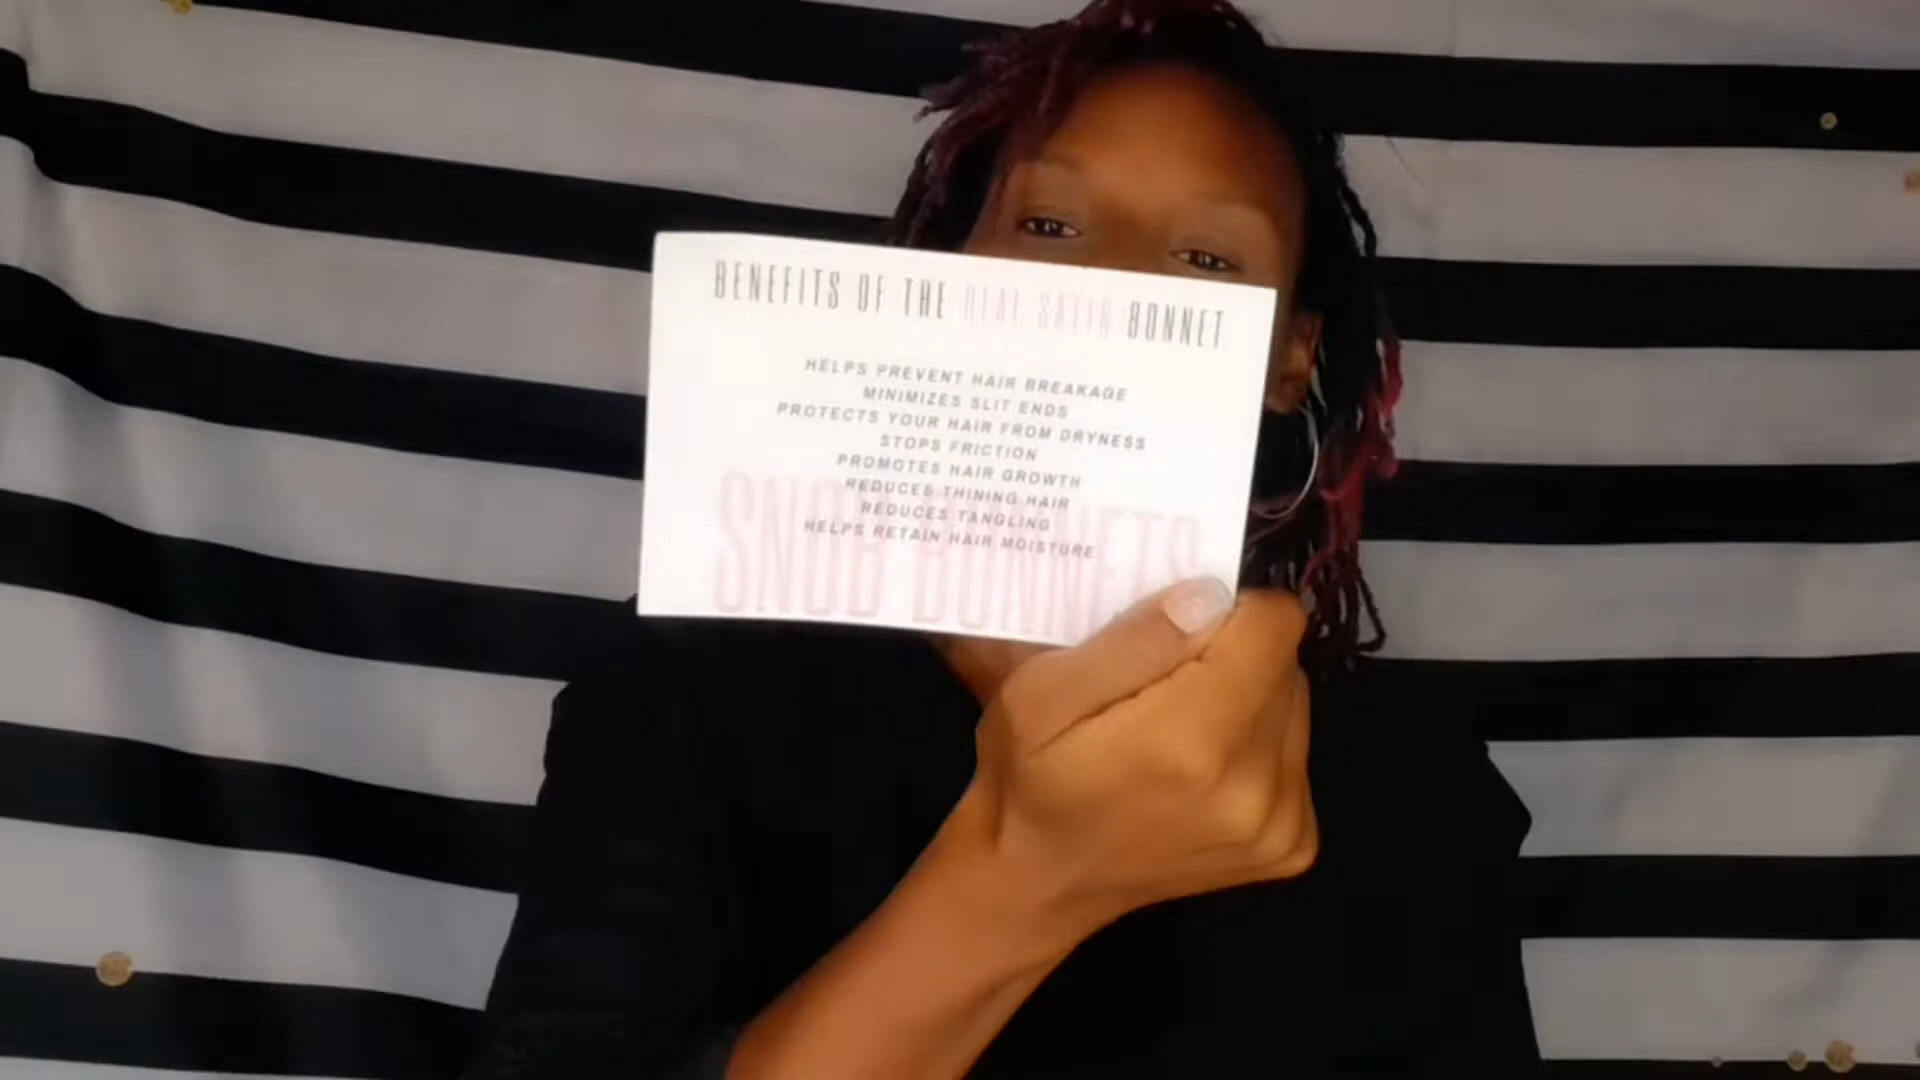 BENEFITS OF THE REAL SATIN BONNET
HELPS PREVENT HAIR BREAKAGE
MINIMIZES SLIT ENDS
PROTECTS YOUR HAIR FROM DRYNESS
STOPS FRICTION
PROMOTES HAIR GROWTH
REDUCES THINING HAIR
REDUCES TANGLING
HELPS RETAIN HAIR MOISTURE
SNOB BONNETS